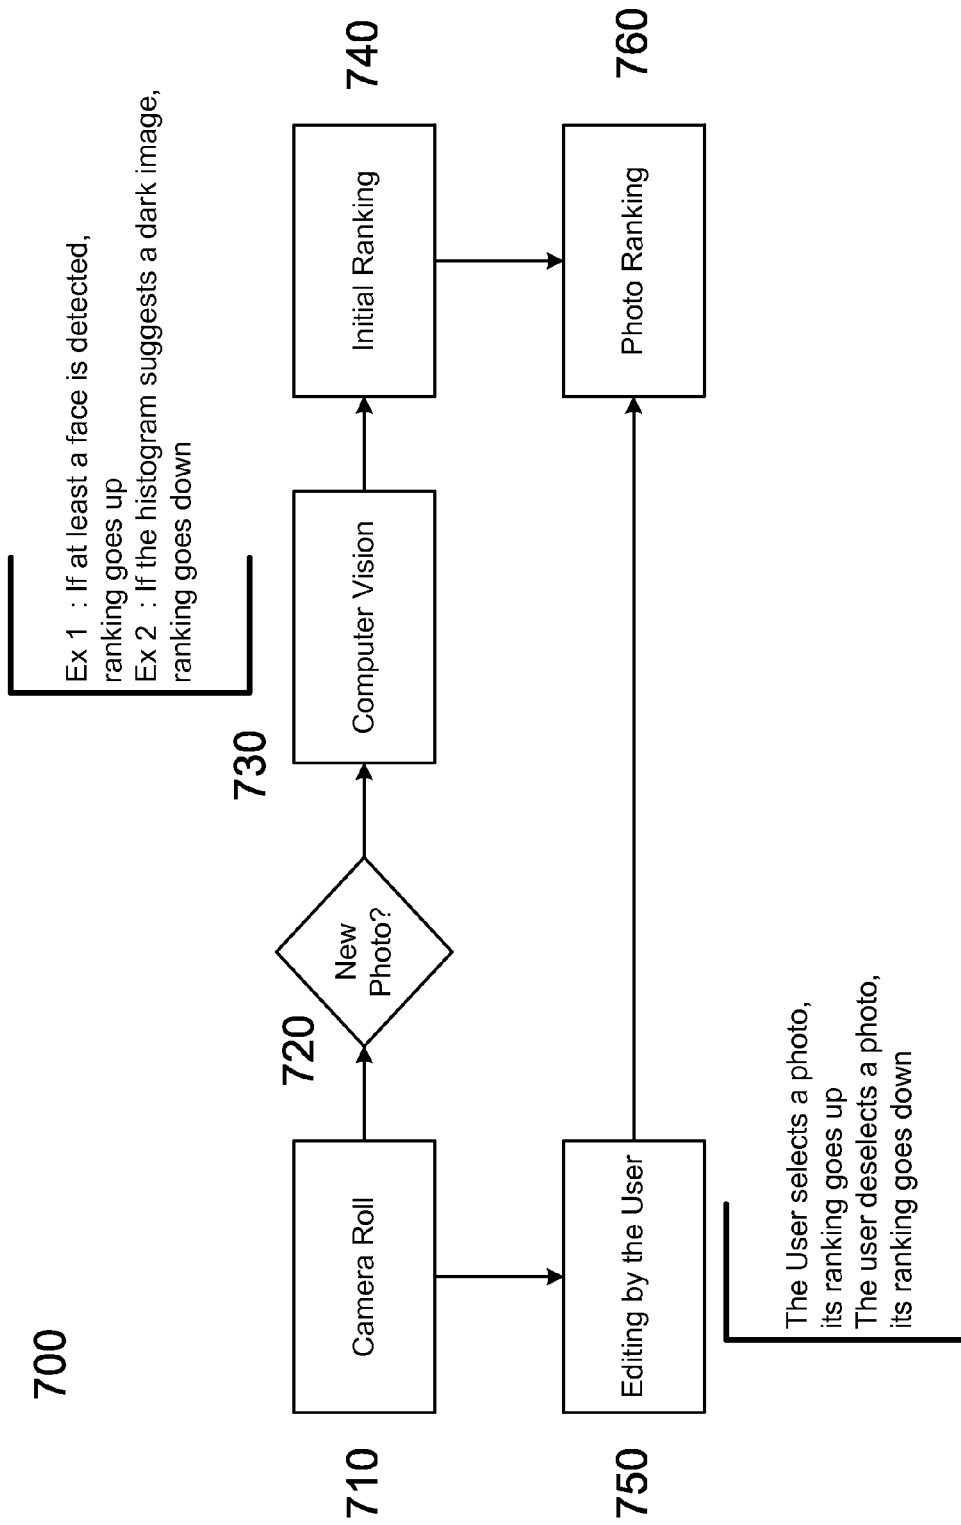 700
Ex 1 : If at least a face is detected,
ranking goes up
Ex 2 : If the histogram suggests a dark image,
ranking goes down
730
720
710
Camera Roll
New
Photo?
Computer Vision
Initial Ranking
740
750
Editing by the User
Photo Ranking
760
The User selects a photo,
its ranking goes up
The user deselects a photo,
its ranking goes down